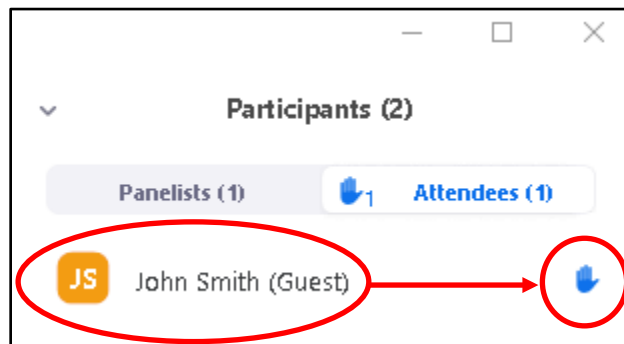 Participants (2)
Panelists (1) 1 Attendees (1)
JS John Smith (Guest)